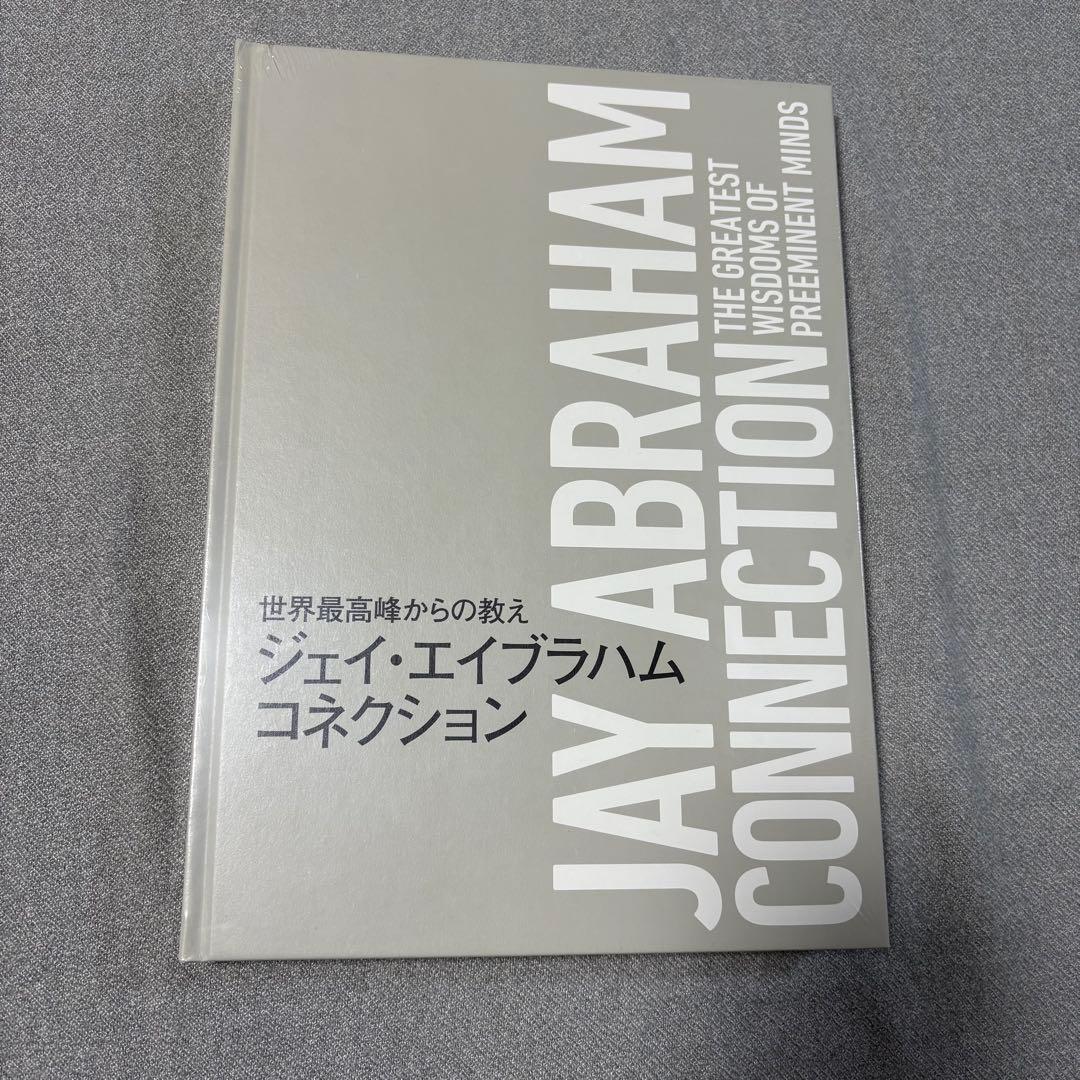 世界最高峰からの教え
ジェイ・エイブラハム
コネクション
JAY ABRAHAM
CONNECTION
THE GREATEST
WISDOMS OF
PREEMINENT MINDS